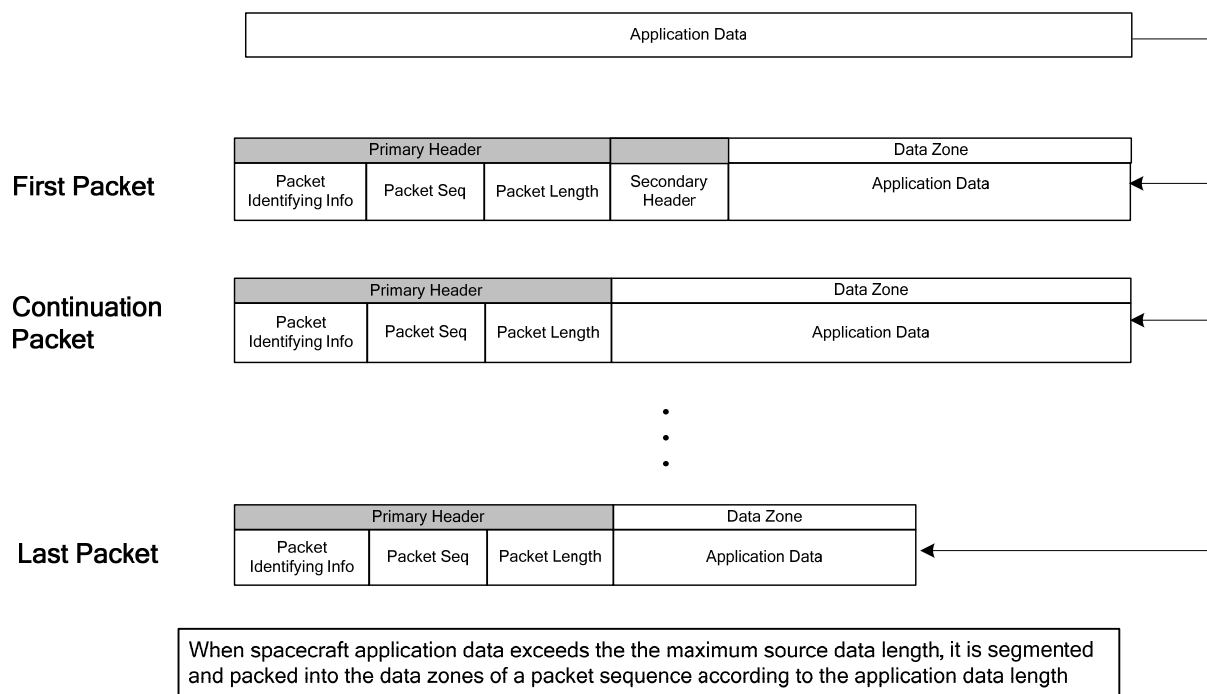 Application Data
Primary Header
Data Zone
First Packet
Packet Identifying Info
Packet Seq
Packet Length
Secondary Header
Application Data
Primary Header
Data Zone
Continuation Packet
Packet Identifying Info
Packet Seq
Packet Length
Application Data
Primary Header
Data Zone
Last Packet
Packet Identifying Info
Packet Seq
Packet Length
Application Data
When spacecraft application data exceeds the the maximum source data length, it is segmented
and packed into the data zones of a packet sequence according to the application data length